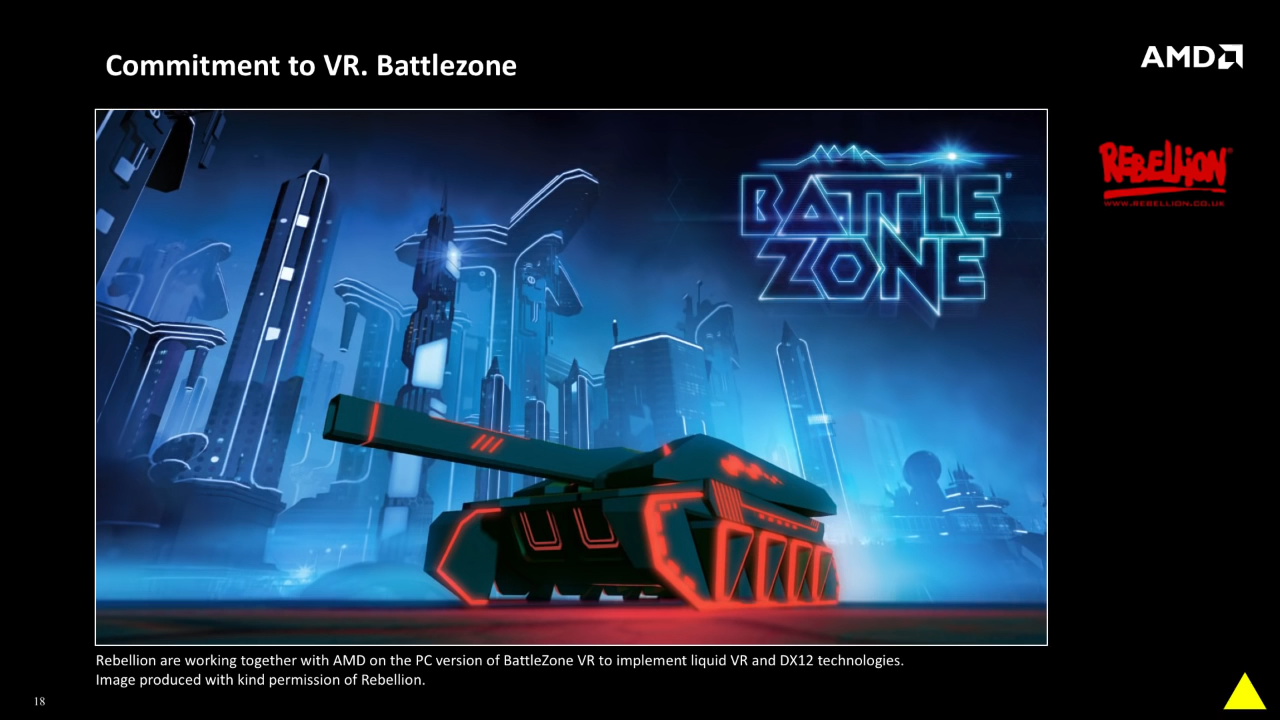 Commitment to VR. Battlezone
AMD
BATTLE
ZONE
REBELLION
WWW.REBELLION.CO.UK
Rebellion are working together with AMD on the PC version of BattleZone VR to implement liquid VR and DX12 technologies.
Image produced with kind permission of Rebellion.
18